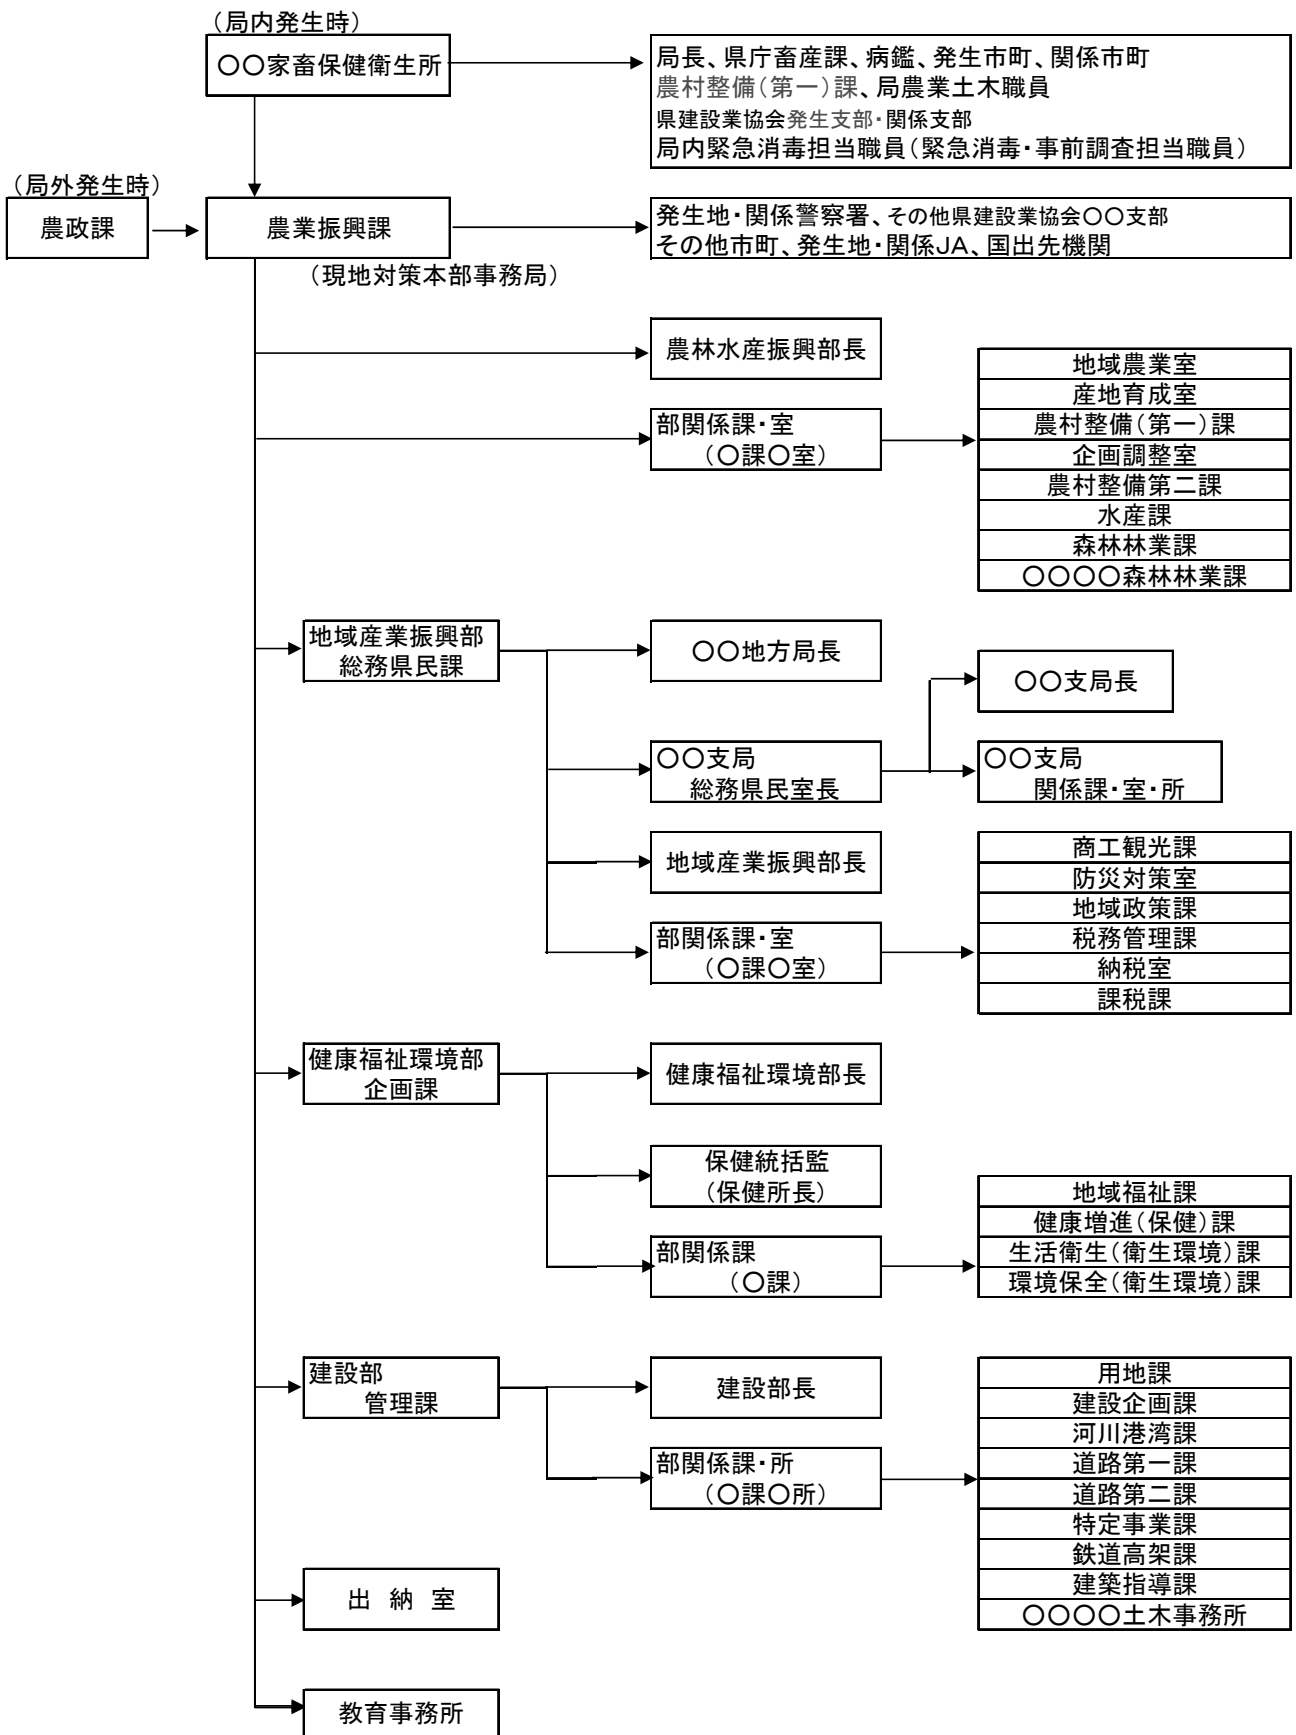 （局内発生時）
〇〇家畜保健衛生所
局長、県庁畜産課、病鑑、発生市町、関係市町
農村整備（第一）課、局農業土木職員
県建設業協会発生支部・関係支部
局内緊急消毒担当職員（緊急消毒・事前調査担当職員）
（局外発生時）
農政課
農業振興課
発生地・関係警察署、その他県建設業協会〇〇支部
その他市町、発生地・関係JA、国出先機関
（現地対策本部事務局）
農林水産振興部長
部関係課・室
（〇課〇室）
地域農業室
産地育成室
農村整備（第一）課
企画調整室
農村整備第二課
水産課
森林林業課
〇〇〇〇森林林業課
地域産業振興部
総務県民課
〇〇地方局長
〇〇支局長
〇〇支局
総務県民室長
〇〇支局
関係課・室・所
地域産業振興部長
部関係課・室
（〇課〇室）
商工観光課
防災対策室
地域政策課
税務管理課
納税室
課税課
健康福祉環境部
企画課
健康福祉環境部長
保健統括監
（保健所長）
部関係課
（〇課）
地域福祉課
健康増進（保健）課
生活衛生（衛生環境）課
環境保全（衛生環境）課
建設部
管理課
建設部長
部関係課・所
（〇課〇所）
用地課
建設企画課
河川港湾課
道路第一課
道路第二課
特定事業課
鉄道高架課
建築指導課
〇〇〇〇土木事務所
出 納 室
教育事務所